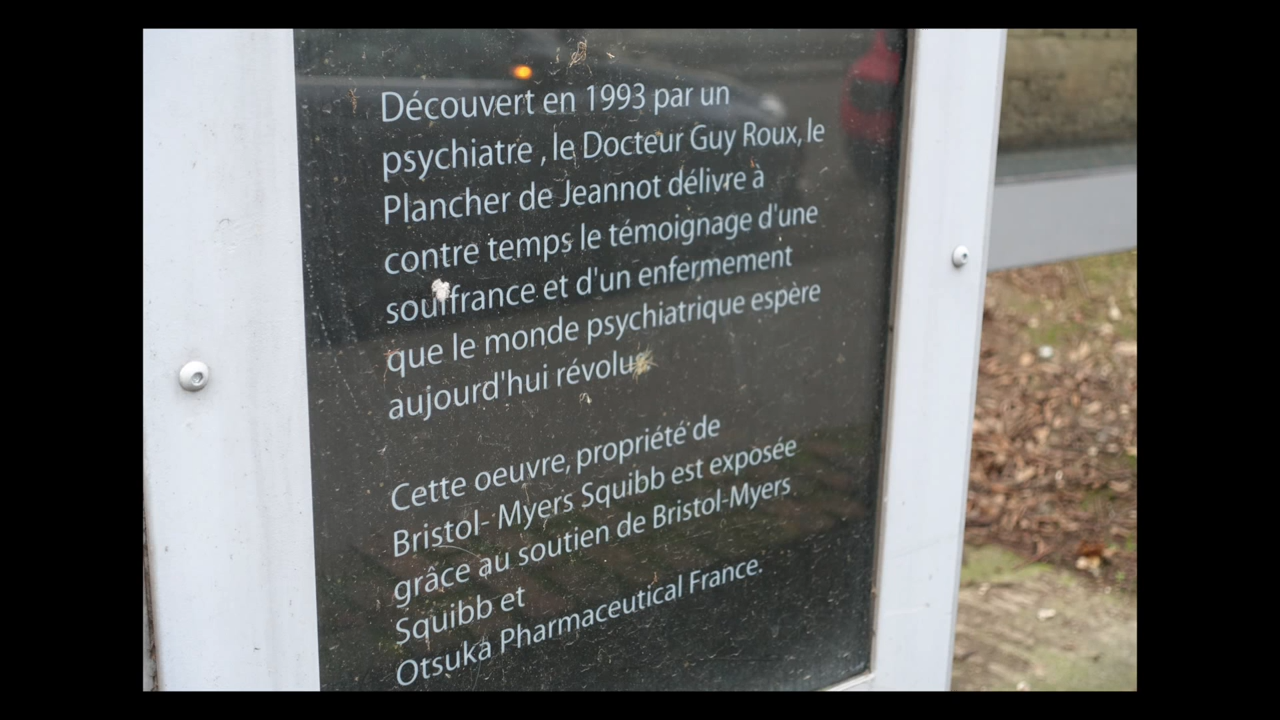 Découvert en 1993 par un
psychiatre , le Docteur Guy Roux, le
Plancher de Jeannot délivre à
contre temps le témoignage d'une
souffrance et d'un enfermement
que le monde psychiatrique espère
aujourd'hui révolus
Cette oeuvre, propriété de
Bristol- Myers Squibb est exposée
grâce au soutien de Bristol-Myers
Squibb et
Otsuka Pharmaceutical France.